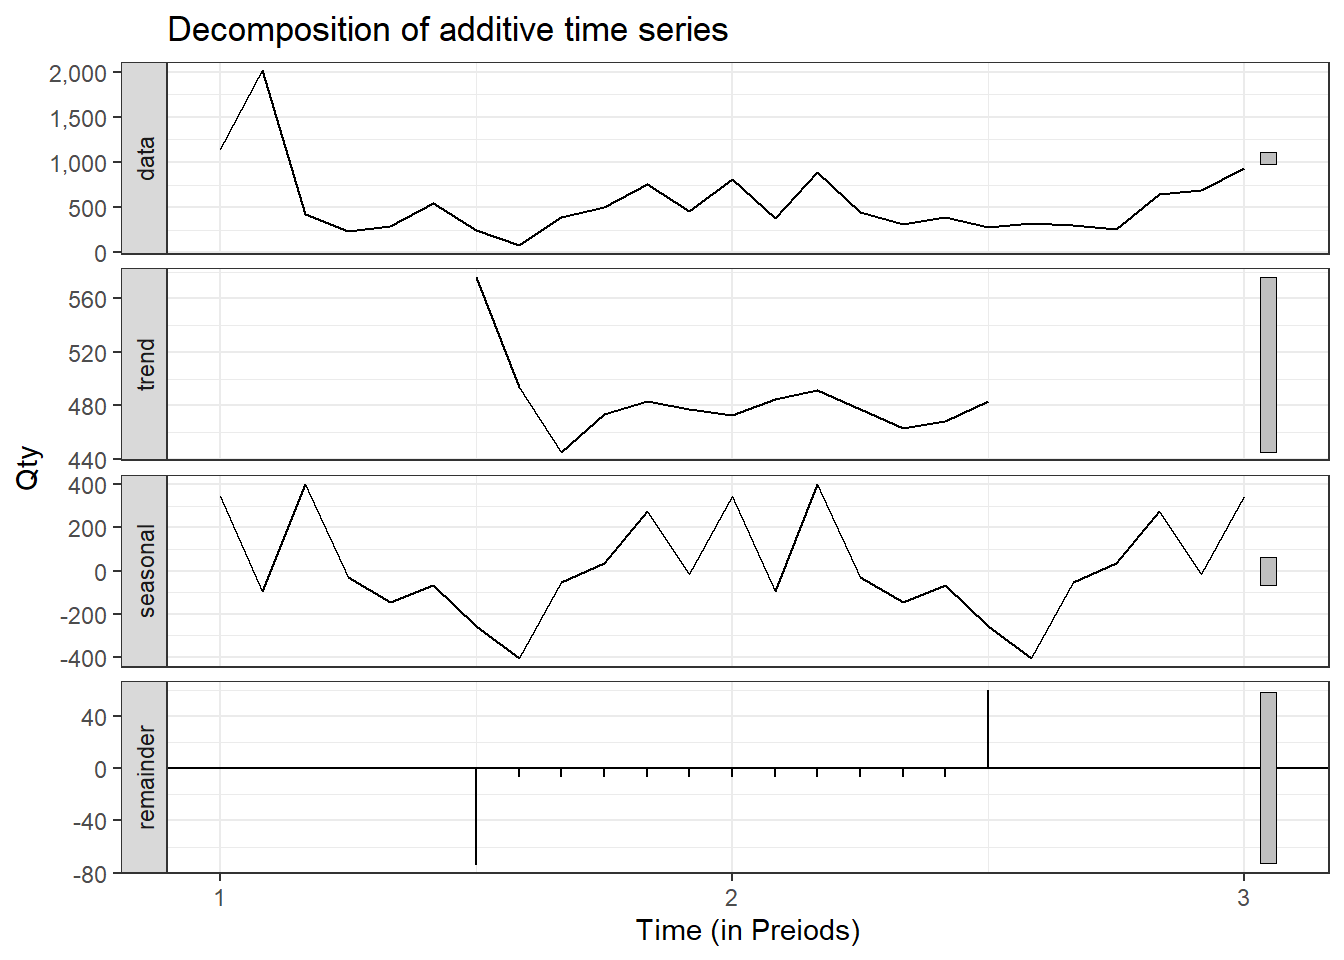 Decomposition of additive time series
2,000
1,500
1,000
500
0
data
560
520
480
440
trend
400
200
0
-200
-400
seasonal
40
0
-40
-80
remainder
Qty
1 2 3
Time (in Preiods)